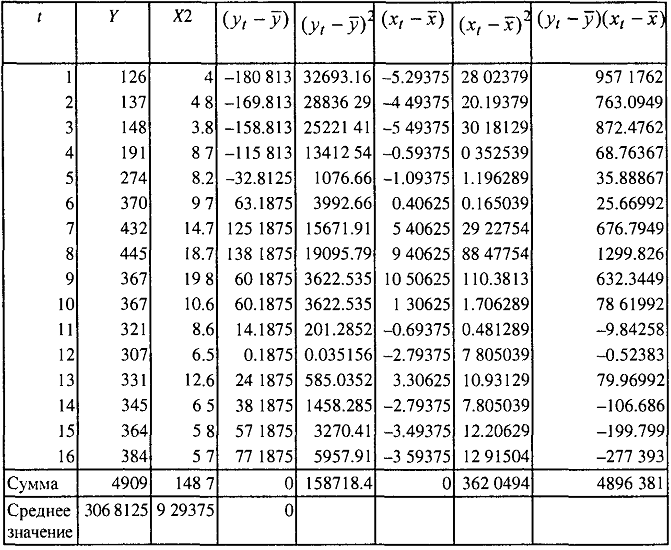 t Y X2 (y_t − ȳ) (y_t − ȳ)² (x_t − x̄) (x_t − x̄)² (y_t − ȳ)(x_t − x̄)
1 126 4 −180 813 32693.16 −5.29375 28 02379 957 1762
2 137 4 8 −169.813 28836 29 −4 49375 20.19379 763.0949
3 148 3.8 −158.813 25221 41 −5 49375 30 18129 872.4762
4 191 8 7 −115 813 13412 54 −0.59375 0 352539 68.76367
5 274 8.2 −32.8125 1076.66 −1.09375 1.196289 35.88867
6 370 9 7 63.1875 3992.66 0.40625 0.165039 25.66992
7 432 14.7 125 1875 15671.91 5 40625 29 22754 676.7949
8 445 18.7 138 1875 19095.79 9 40625 88 47754 1299.826
9 367 19 8 60 1875 3622.535 10 50625 110.3813 632.3449
10 367 10.6 60.1875 3622.535 1 30625 1.706289 78 61992
11 321 8.6 14.1875 201.2852 −0.69375 0.481289 −9.84258
12 307 6.5 0.1875 0.035156 −2.79375 7 805039 −0.52383
13 331 12.6 24 1875 585.0352 3.30625 10.93129 79.96992
14 345 6 5 38 1875 1458.285 −2.79375 7.805039 −106.686
15 364 5 8 57 1875 3270.41 −3.49375 12.20629 −199.799
16 384 5 7 77 1875 5957.91 −3 59375 12 91504 −277 393
Сумма 4909 148 7 0 158718.4 0 362 0494 4896 381
Среднее
значение 306 8125 9 29375 0